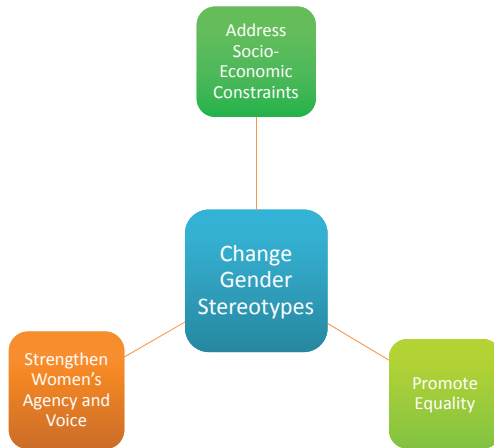 Address
Socio-
Economic
Constraints
Change
Gender
Stereotypes
Strengthen
Women’s
Agency and
Voice
Promote
Equality